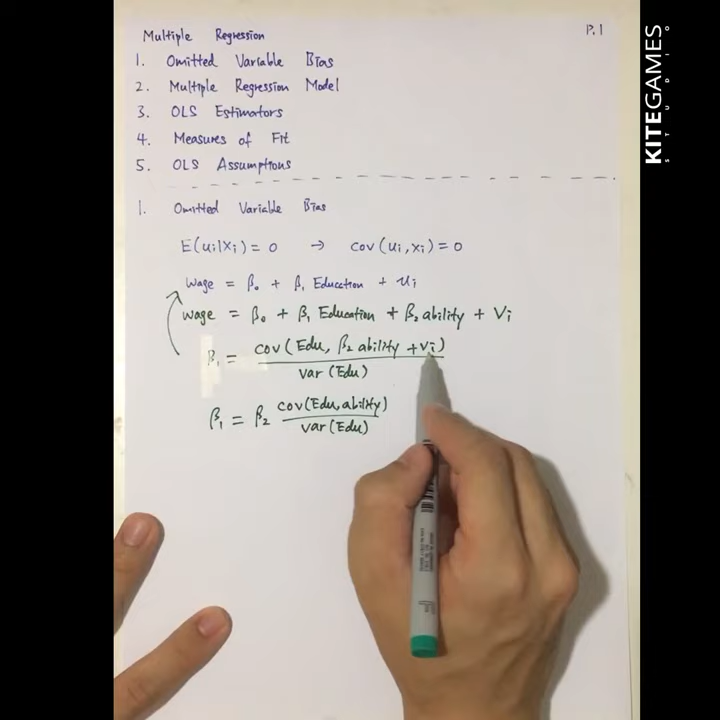 Multiple Regression
P.1
1. Omitted Variable Bias
2. Multiple Regression Model
3. OLS Estimators
4. Measures of Fit
5. OLS Assumptions
1. Omitted Variable Bias
E(ui|xi) = 0 → cov(ui, xi) = 0
wage = β₀ + β₁ Education + ui
wage = β₀ + β₁ Education + β₂ ability + Vi
β₁ = cov(Edu, β₂ ability + Vi) / var(Edu)
β₁ = β₂ cov(Edu, ability) / var(Edu)
KITEGAMES
STUDIO